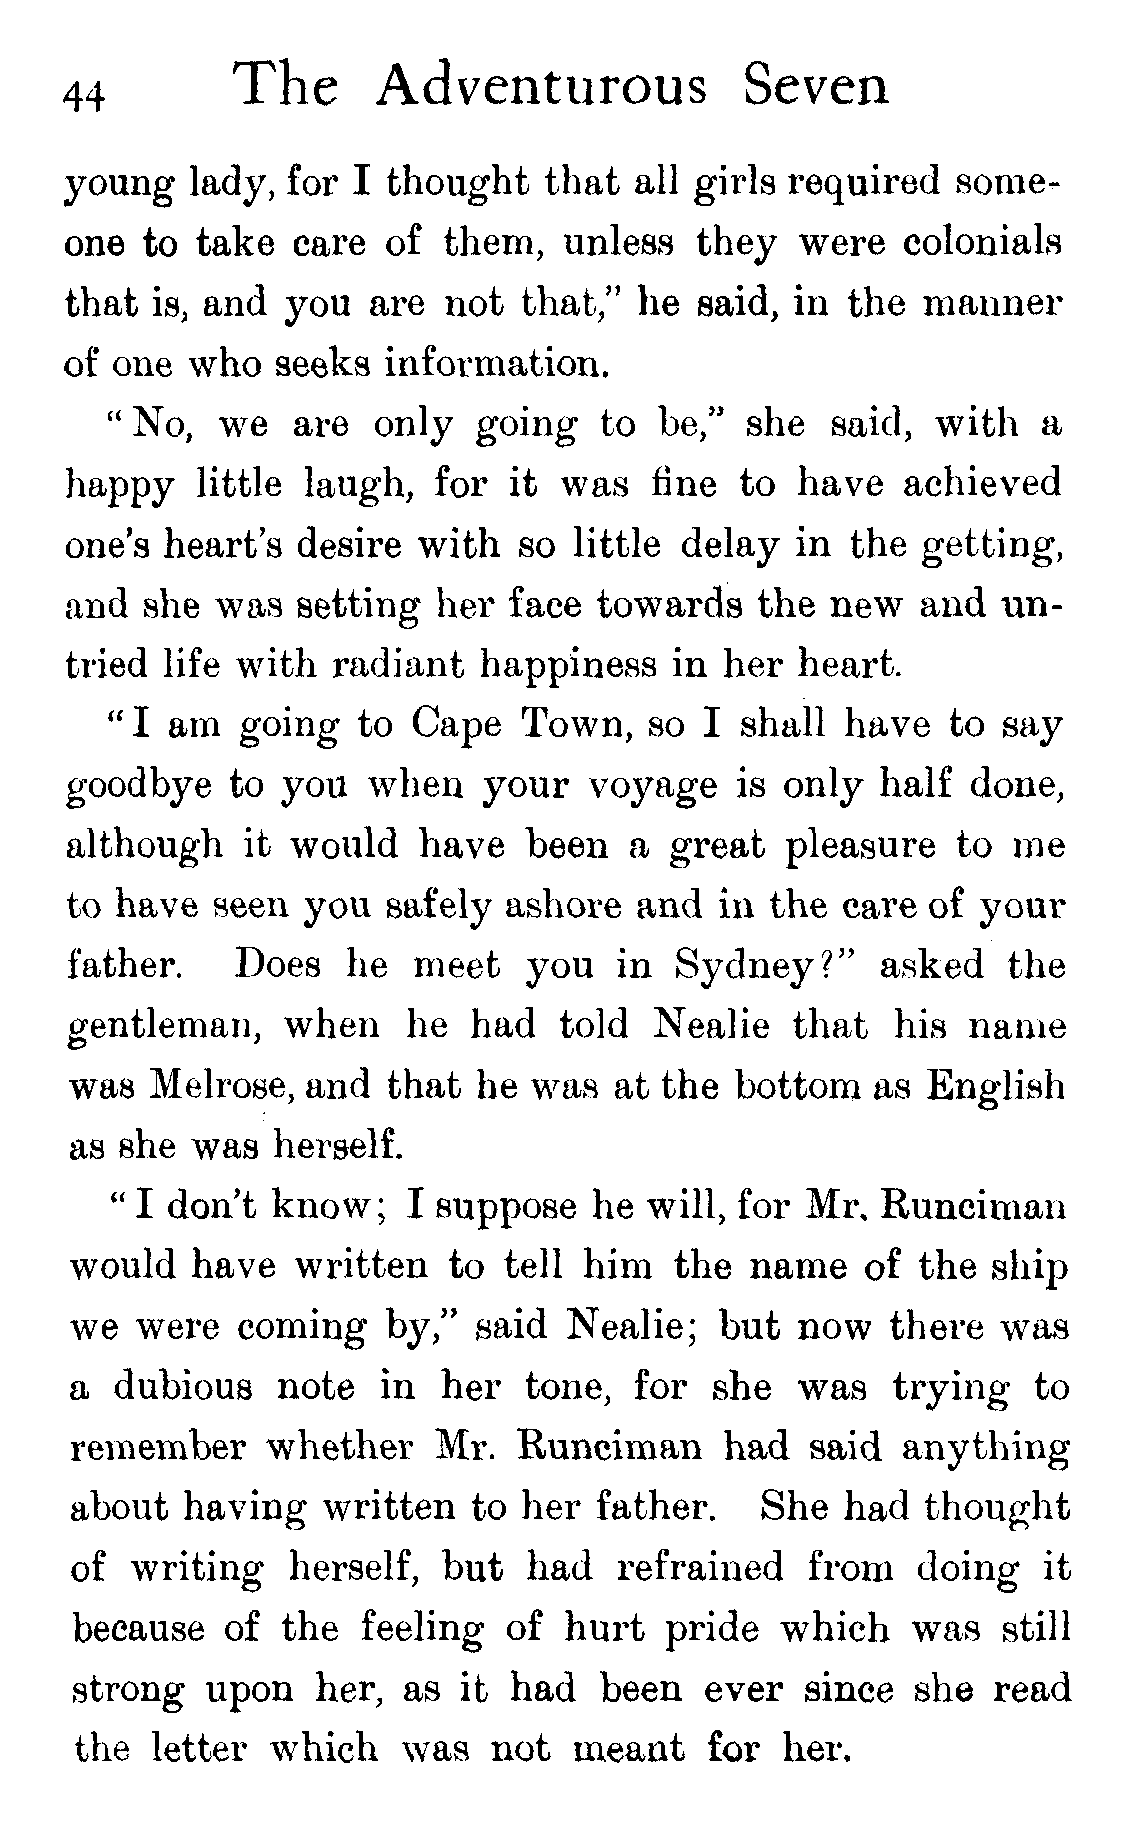 44 The Adventurous Seven
young lady, for I thought that all girls required some-
one to take care of them, unless they were colonials
that is, and you are not that,” he said, in the manner
of one who seeks information.
“No, we are only going to be,” she said, with a
happy little laugh, for it was fine to have achieved
one's heart's desire with so little delay in the getting,
and she was setting her face towards the new and un-
tried life with radiant happiness in her heart.
“I am going to Cape Town, so I shall have to say
goodbye to you when your voyage is only half done,
although it would have been a great pleasure to me
to have seen you safely ashore and in the care of your
father. Does he meet you in Sydney?” asked the
gentleman, when he had told Nealie that his name
was Melrose, and that he was at the bottom as English
as she was herself.
“I don't know; I suppose he will, for Mr. Runciman
would have written to tell him the name of the ship
we were coming by,” said Nealie; but now there was
a dubious note in her tone, for she was trying to
remember whether Mr. Runciman had said anything
about having written to her father. She had thought
of writing herself, but had refrained from doing it
because of the feeling of hurt pride which was still
strong upon her, as it had been ever since she read
the letter which was not meant for her.